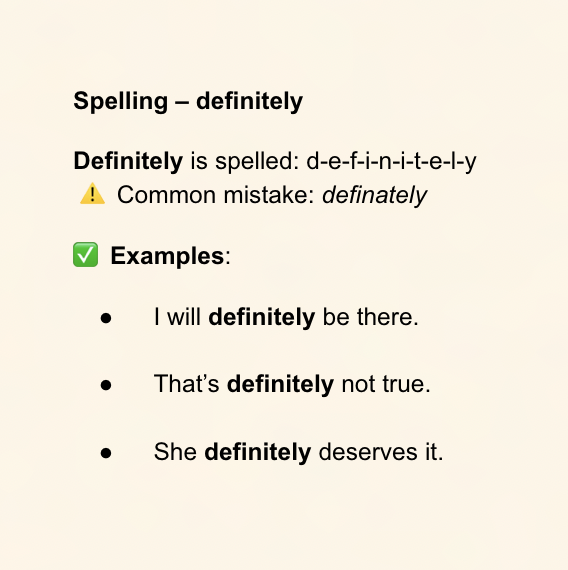 Spelling – definitely
Definitely is spelled: d-e-f-i-n-i-t-e-l-y
⚠️ Common mistake: definately
✅ Examples:
● I will definitely be there.
● That’s definitely not true.
● She definitely deserves it.